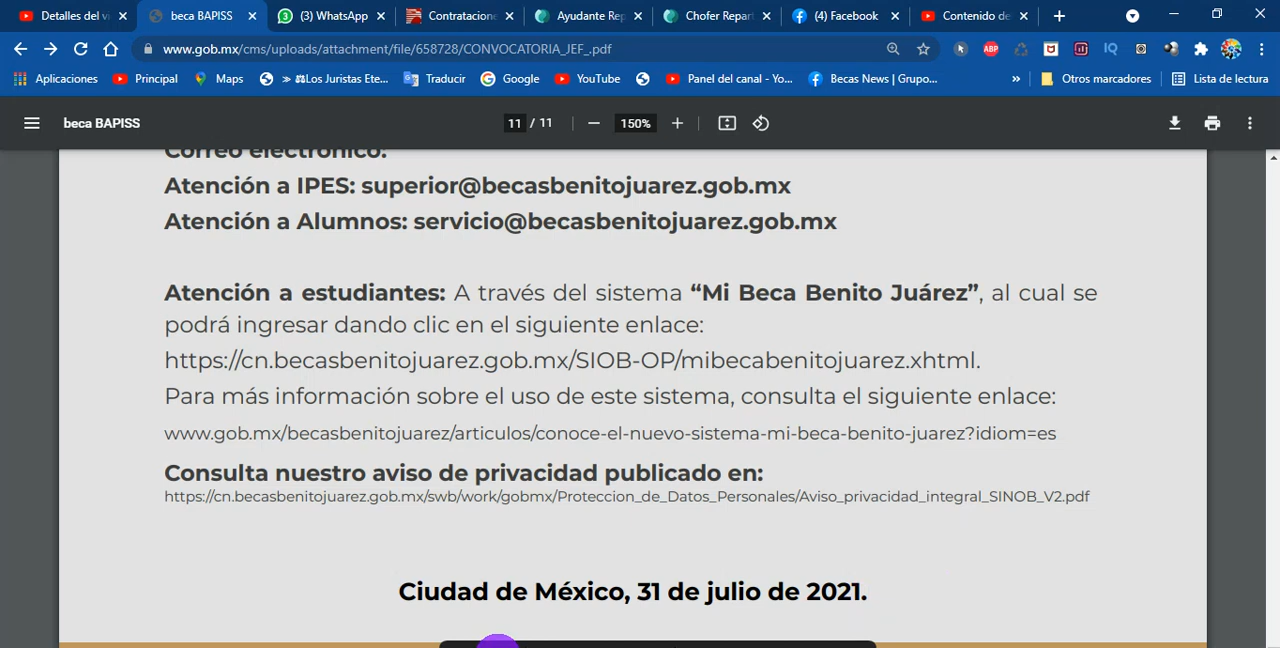 Detalles del vi
beca BAPISS
(3) WhatsApp
Contratacione
Ayudante Rep
Chofer Repart
(4) Facebook
Contenido de
www.gob.mx/cms/uploads/attachment/file/658728/CONVOCATORIA_JEF_.pdf
ABP
IQ
Aplicaciones
Principal
Maps
≫ ⚖Los Juristas Ete...
Traducir
Google
YouTube
Panel del canal - Yo...
Becas News | Grupo...
»
Otros marcadores
Lista de lectura
beca BAPISS
11 / 11
150%
Correo electrónico:
Atención a IPES: superior@becasbenitojuarez.gob.mx
Atención a Alumnos: servicio@becasbenitojuarez.gob.mx
Atención a estudiantes: A través del sistema “Mi Beca Benito Juárez”, al cual se
podrá ingresar dando clic en el siguiente enlace:
https://cn.becasbenitojuarez.gob.mx/SIOB-OP/mibecabenitojuarez.xhtml.
Para más información sobre el uso de este sistema, consulta el siguiente enlace:
www.gob.mx/becasbenitojuarez/articulos/conoce-el-nuevo-sistema-mi-beca-benito-juarez?idiom=es
Consulta nuestro aviso de privacidad publicado en:
https://cn.becasbenitojuarez.gob.mx/swb/work/gobmx/Proteccion_de_Datos_Personales/Aviso_privacidad_integral_SINOB_V2.pdf
Ciudad de México, 31 de julio de 2021.